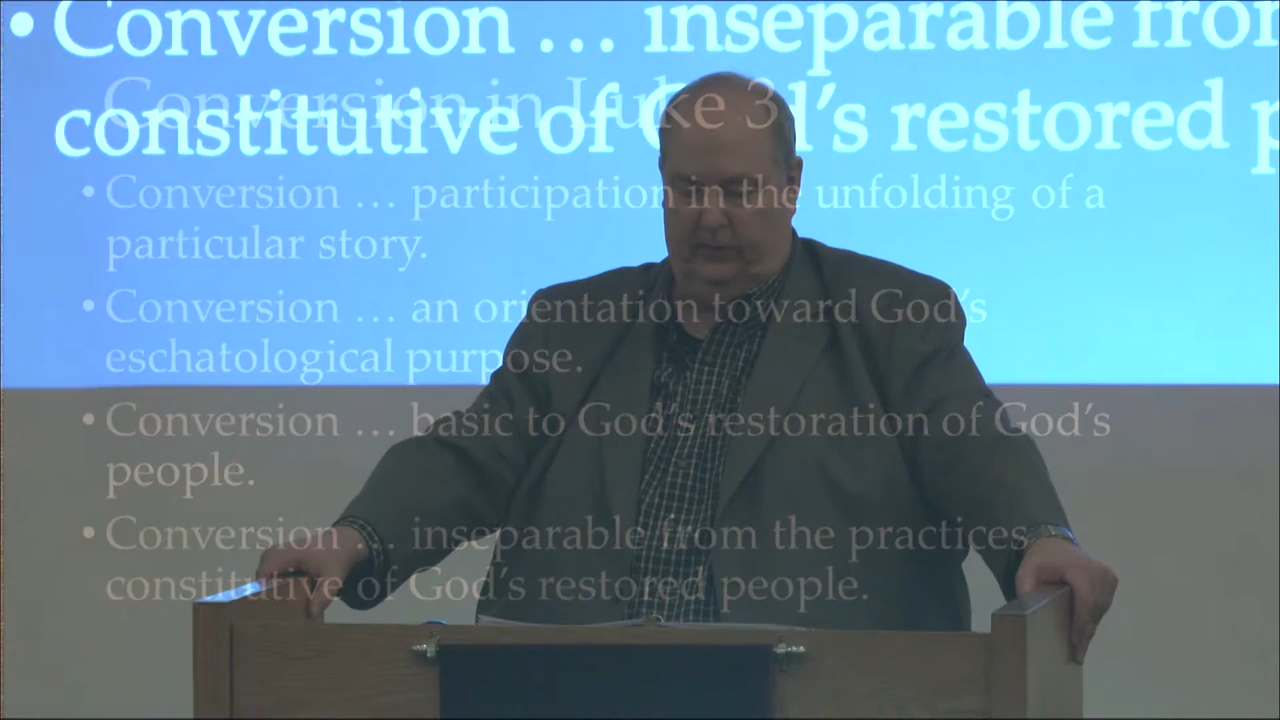 • Conversion … inseparable from
constitutive of God's restored p
Conversion in Luke 3
• Conversion … participation in the unfolding of a
particular story.
• Conversion … an orientation toward God's
eschatological purpose.
• Conversion … basic to God's restoration of God's
people.
• Conversion … inseparable from the practices
constitutive of God's restored people.